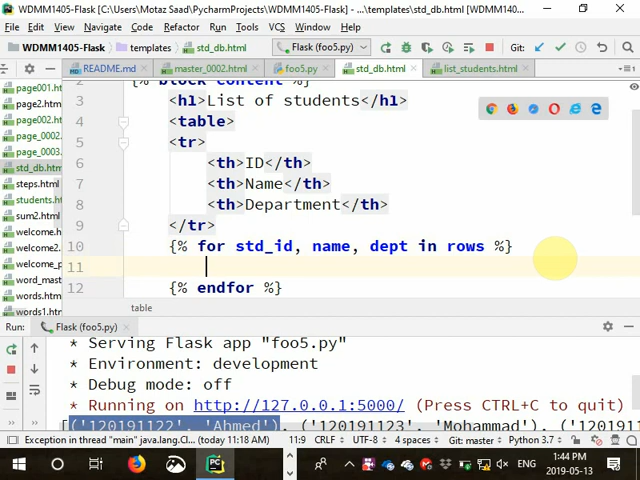 WDMM1405-Flask [C:\Users\Motaz Saad\PycharmProjects\WDMM1405-Flask] - ...\templates\std_db.html
File Edit View Navigate Code Refactor Run Tools VCS Window Help
WDMM1405-Flask templates std_db.html Flask (foo5.py) Git:
README.md master_0002.html foo5.py std_db.html list_students.html
page001.html
page2.html
page002.html
page_0002.
page_0003.
std_db.htm
steps.html
students.ht
sum2.html
welcome.h
welcome2.
welcome_p
word_mast
words.html
words1.htm
2 {% block content %}
3 <h1>List of students</h1>
4 <table>
5 <tr>
6 <th>ID</th>
7 <th>Name</th>
8 <th>Department</th>
9 </tr>
10 {% for std_id, name, dept in rows %}
11
12 {% endfor %}
table
Run: Flask (foo5.py)
* Serving Flask app "foo5.py"
* Environment: development
* Debug mode: off
* Running on http://127.0.0.1:5000/ (Press CTRL+C to quit)
[('120191122', 'Ahmed'), ('120191123', 'Mohammad'), ('12019
Exception in thread "main" java.lang.Cl... (today 11:18 AM) 11:9 CRLF UTF-8 4 spaces Git: master Python 3.7
1:44 PM
2019-05-13